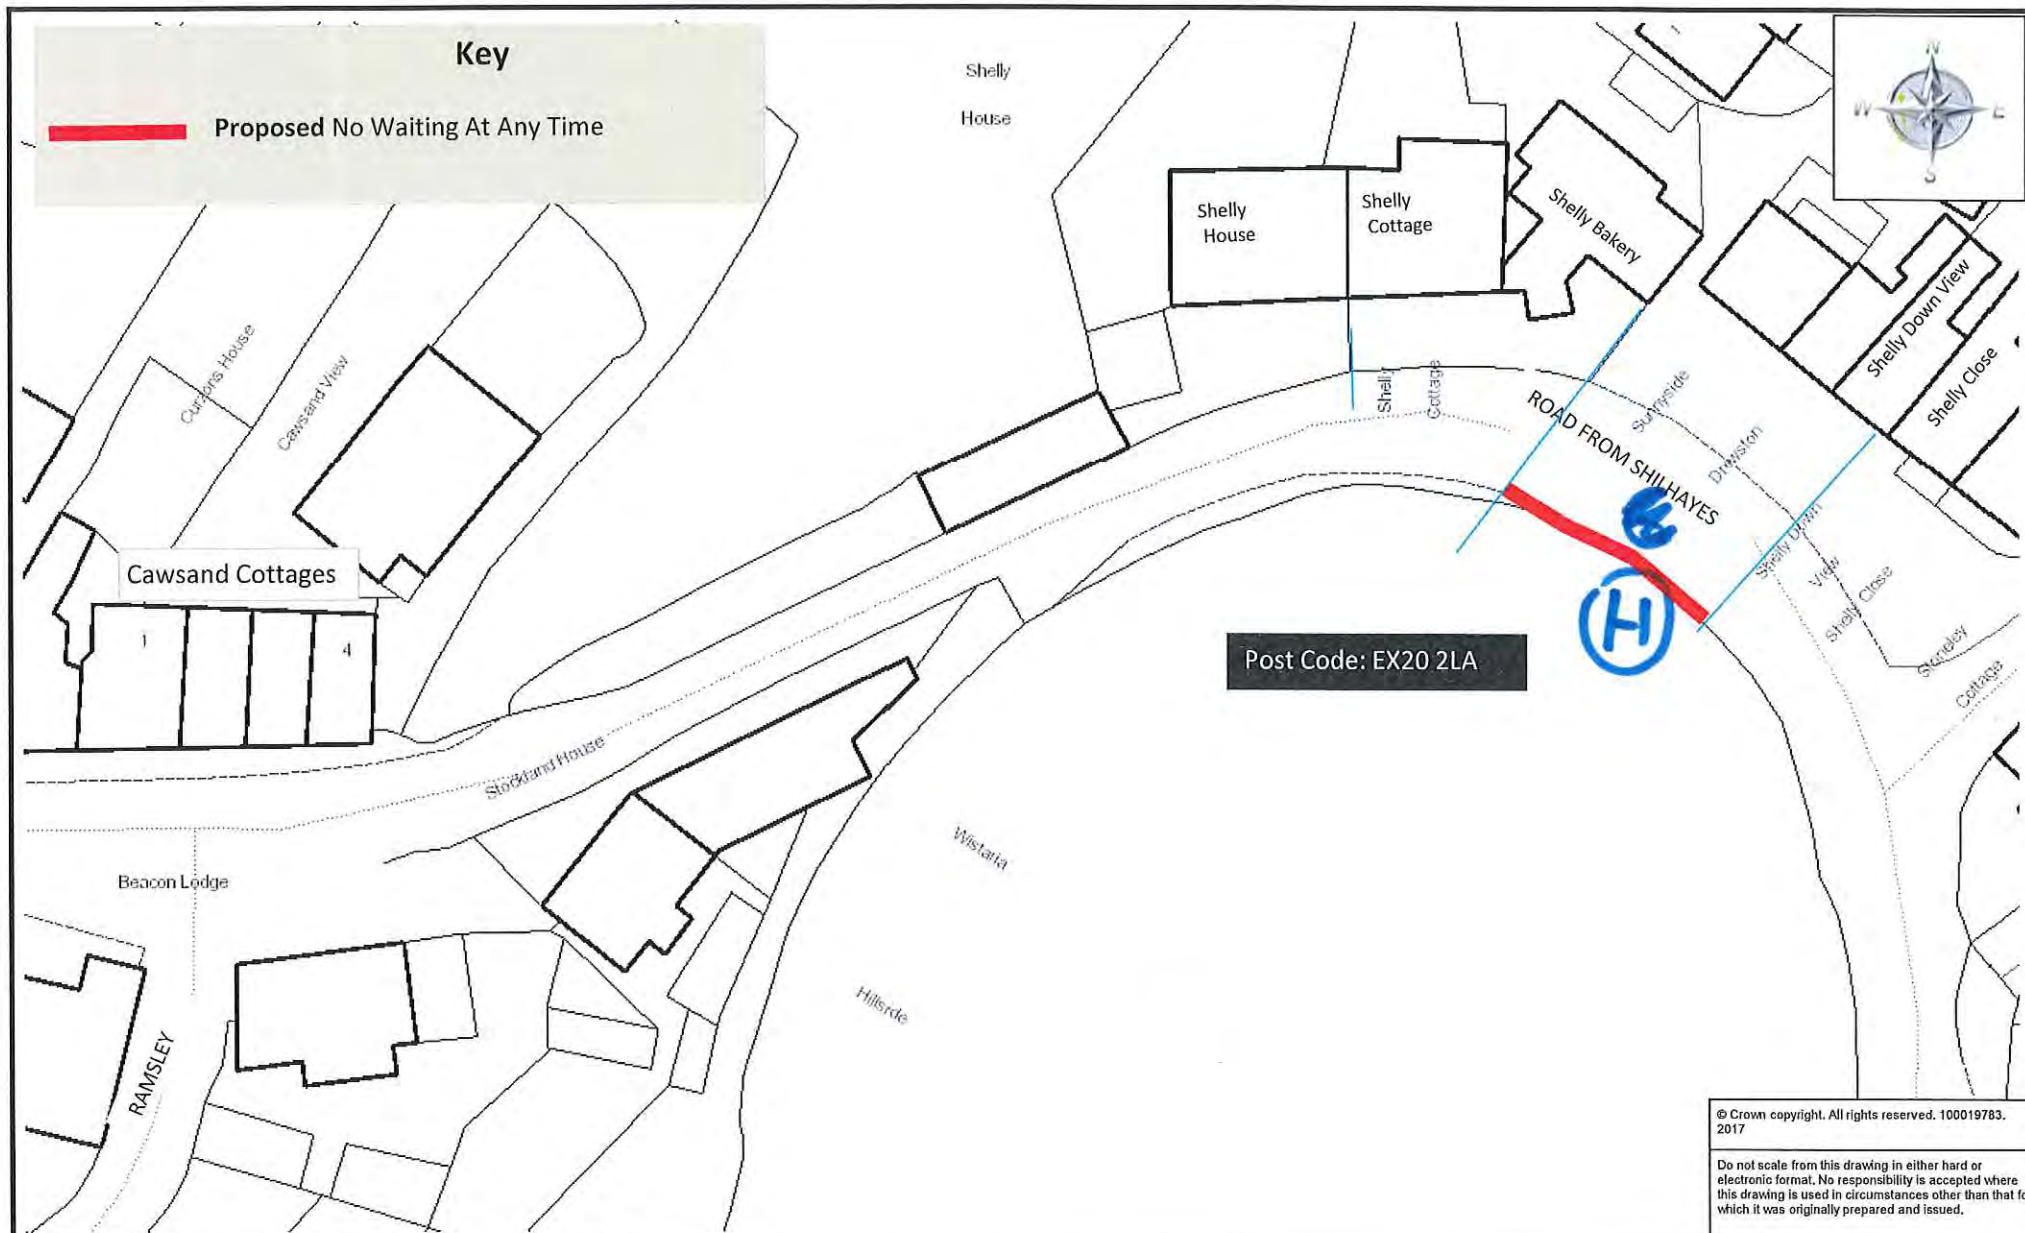 Key
Proposed No Waiting At Any Time
Shelly
House
N
W
E
S
Shelly
House
Shelly
Cottage
Shelly Bakery
Shelly Down View
Shelly Close
Curzons House
Cawsand View
Shelly
Cottage
Sunnyside
ROAD FROM SHILHAYES
Drewston
Shelly Down
View
Shelly Close
Stoneley
Cottage
Cawsand Cottages
1
4
H
Post Code: EX20 2LA
Stockland House
Wistaria
Beacon Lodge
Hillside
RAMSLEY
© Crown copyright. All rights reserved. 100019783.
2017
Do not scale from this drawing in either hard or
electronic format. No responsibility is accepted where
this drawing is used in circumstances other than that fo
which it was originally prepared and issued.